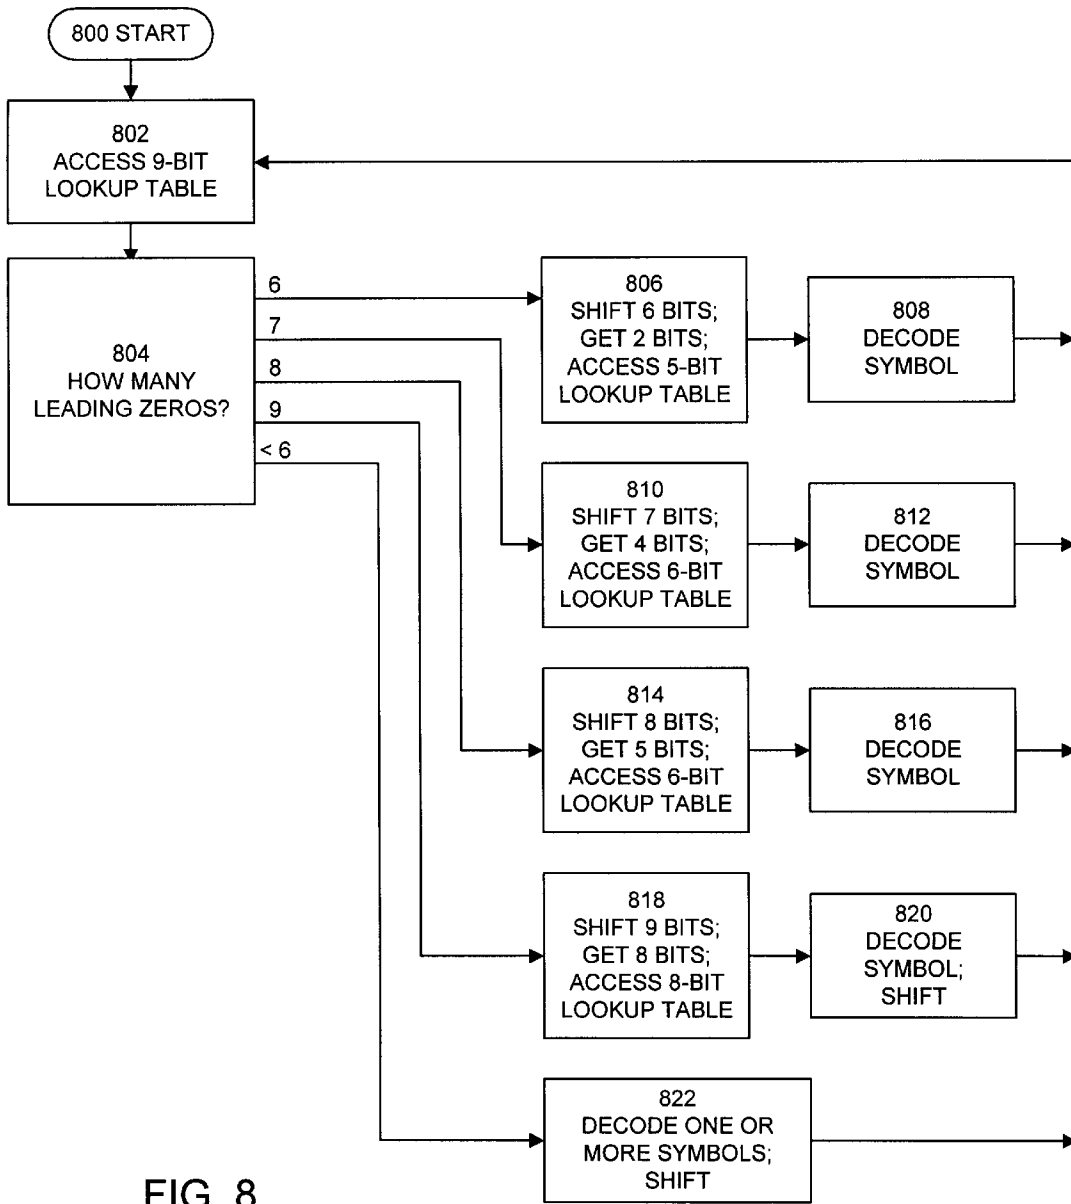 800 START
802
ACCESS 9-BIT
LOOKUP TABLE
804
HOW MANY
LEADING ZEROS?
6
7
8
9
< 6
806
SHIFT 6 BITS;
GET 2 BITS;
ACCESS 5-BIT
LOOKUP TABLE
808
DECODE
SYMBOL
810
SHIFT 7 BITS;
GET 4 BITS;
ACCESS 6-BIT
LOOKUP TABLE
812
DECODE
SYMBOL
814
SHIFT 8 BITS;
GET 5 BITS;
ACCESS 6-BIT
LOOKUP TABLE
816
DECODE
SYMBOL
818
SHIFT 9 BITS;
GET 8 BITS;
ACCESS 8-BIT
LOOKUP TABLE
820
DECODE
SYMBOL;
SHIFT
822
DECODE ONE OR
MORE SYMBOLS;
SHIFT
FIG. 8